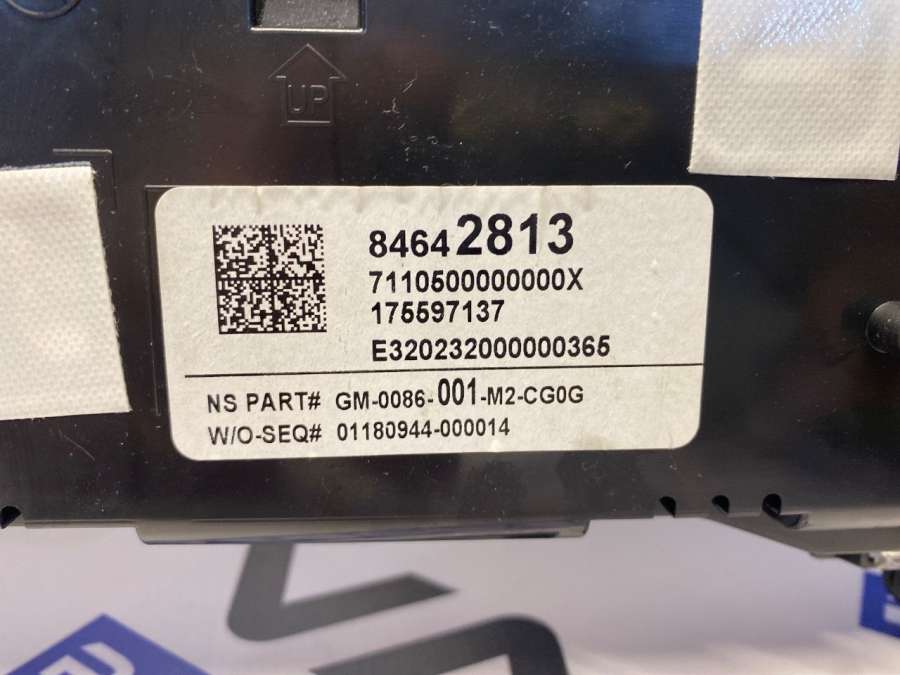 UP
84642813
7110500000000X
175597137
E320232000000365
NS PART# GM-0086-001-M2-CG0G
W/O-SEQ# 01180944-000014